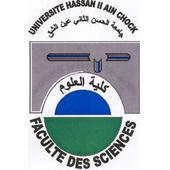 UNIVERSITE HASSAN II AIN CHOCK
جامعة الحسن الثاني عين الشق
كلية العلوم
FACULTE DES SCIENCES